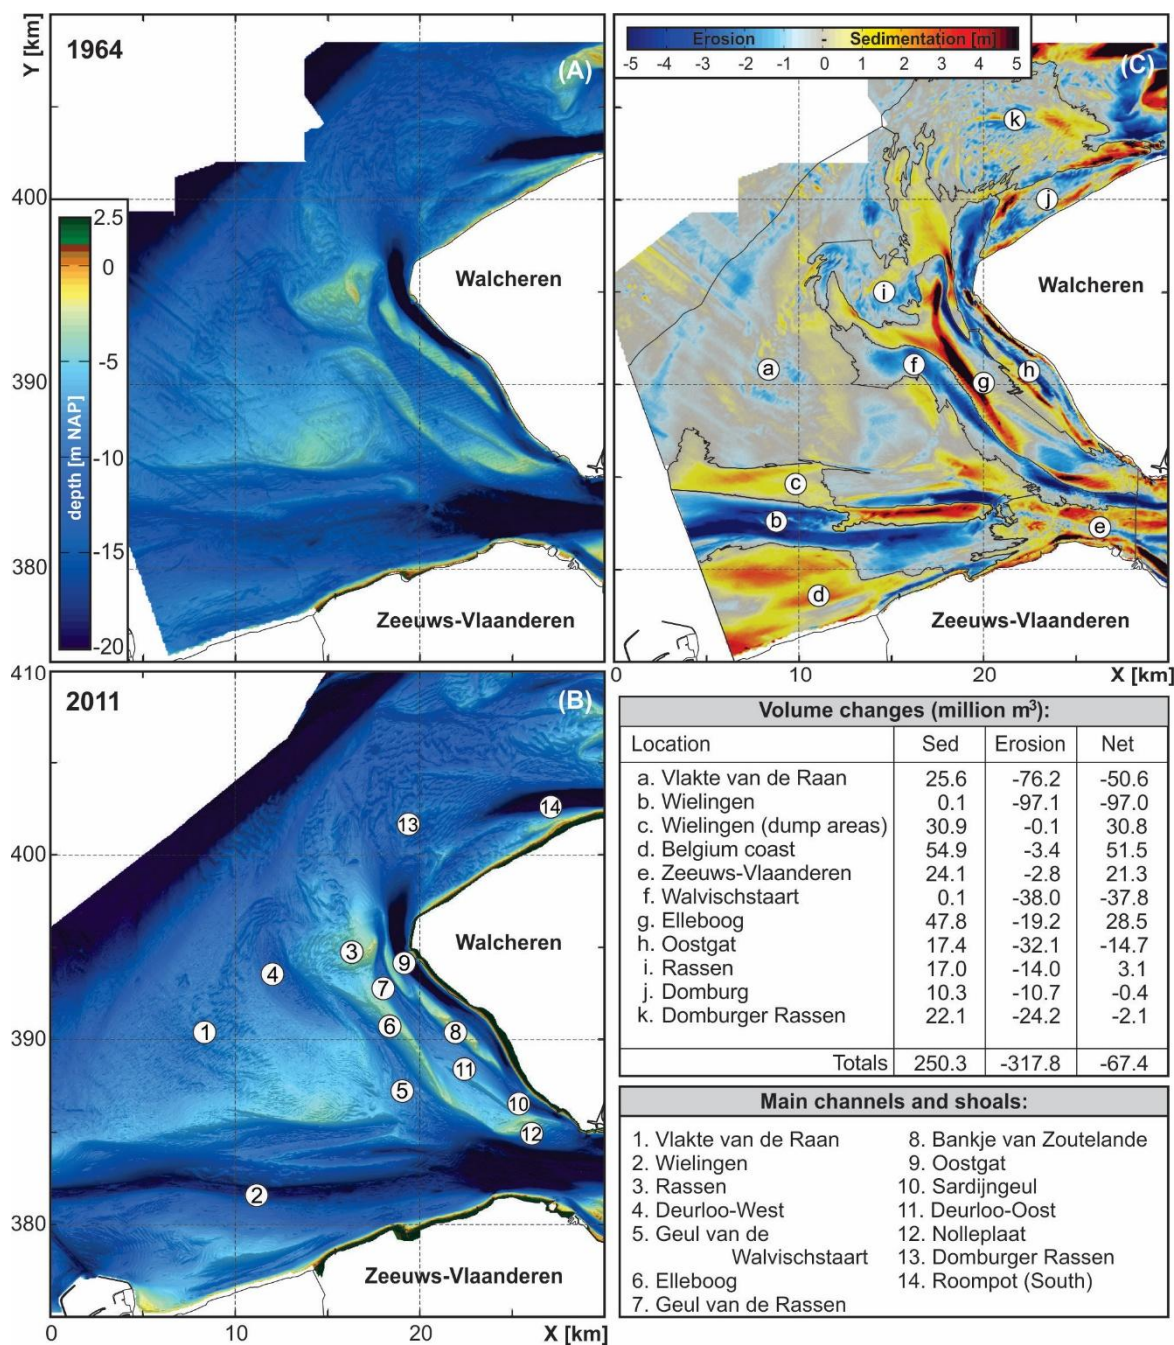 Y [km]
1964
(A)
400
390
380
2.5
0
-5
-10
-15
-20
depth [m NAP]
Walcheren
Zeeuws-Vlaanderen
Erosion - Sedimentation [m]
-5 -4 -3 -2 -1 0 1 2 3 4 5
(C)
k
j
Walcheren
i
a
f
g
h
c
b
e
d
Zeeuws-Vlaanderen
0 10 20 X [km]
410
2011
(B)
400
390
380
14
13
Walcheren
3
9
4
7
1
6
8
11
5
10
12
2
Zeeuws-Vlaanderen
0 10 20 X [km]
Volume changes (million m³):
Location Sed Erosion Net
a. Vlakte van de Raan 25.6 -76.2 -50.6
b. Wielingen 0.1 -97.1 -97.0
c. Wielingen (dump areas) 30.9 -0.1 30.8
d. Belgium coast 54.9 -3.4 51.5
e. Zeeuws-Vlaanderen 24.1 -2.8 21.3
f. Walvischstaart 0.1 -38.0 -37.8
g. Elleboog 47.8 -19.2 28.5
h. Oostgat 17.4 -32.1 -14.7
i. Rassen 17.0 -14.0 3.1
j. Domburg 10.3 -10.7 -0.4
k. Domburger Rassen 22.1 -24.2 -2.1
Totals 250.3 -317.8 -67.4
Main channels and shoals:
1. Vlakte van de Raan
2. Wielingen
3. Rassen
4. Deurloo-West
5. Geul van de
Walvischstaart
6. Elleboog
7. Geul van de Rassen
8. Bankje van Zoutelande
9. Oostgat
10. Sardijngeul
11. Deurloo-Oost
12. Nolleplaat
13. Domburger Rassen
14. Roompot (South)